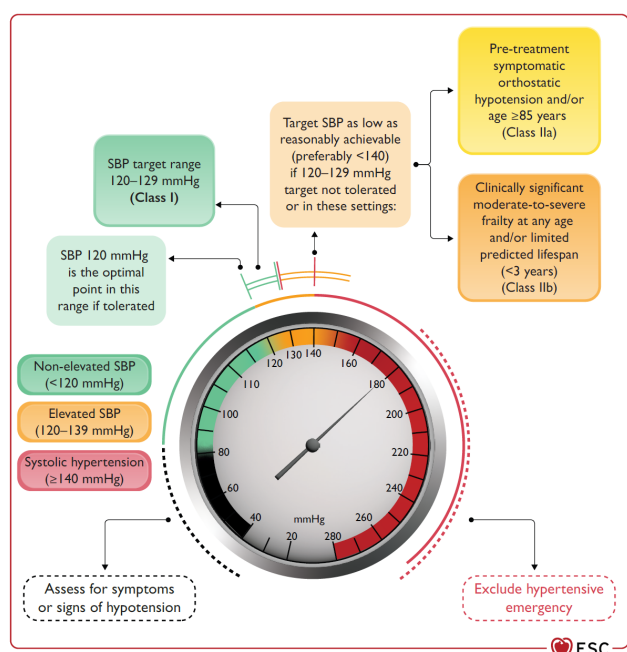 Pre-treatment
symptomatic
orthostatic
hypotension and/or
age ≥85 years
(Class IIa)
Target SBP as low as
reasonably achievable
(preferably <140)
if 120–129 mmHg
target not tolerated
or in these settings:
SBP target range
120–129 mmHg
(Class I)
Clinically significant
moderate-to-severe
frailty at any age
and/or limited
predicted lifespan
(<3 years)
(Class IIb)
SBP 120 mmHg
is the optimal
point in this
range if tolerated
Non-elevated SBP
(<120 mmHg)
Elevated SBP
(120–139 mmHg)
Systolic hypertension
(≥140 mmHg)
20
40
60
80
100
110
120
130
140
160
180
200
220
240
260
280
mmHg
Assess for symptoms
or signs of hypotension
Exclude hypertensive
emergency
ESC